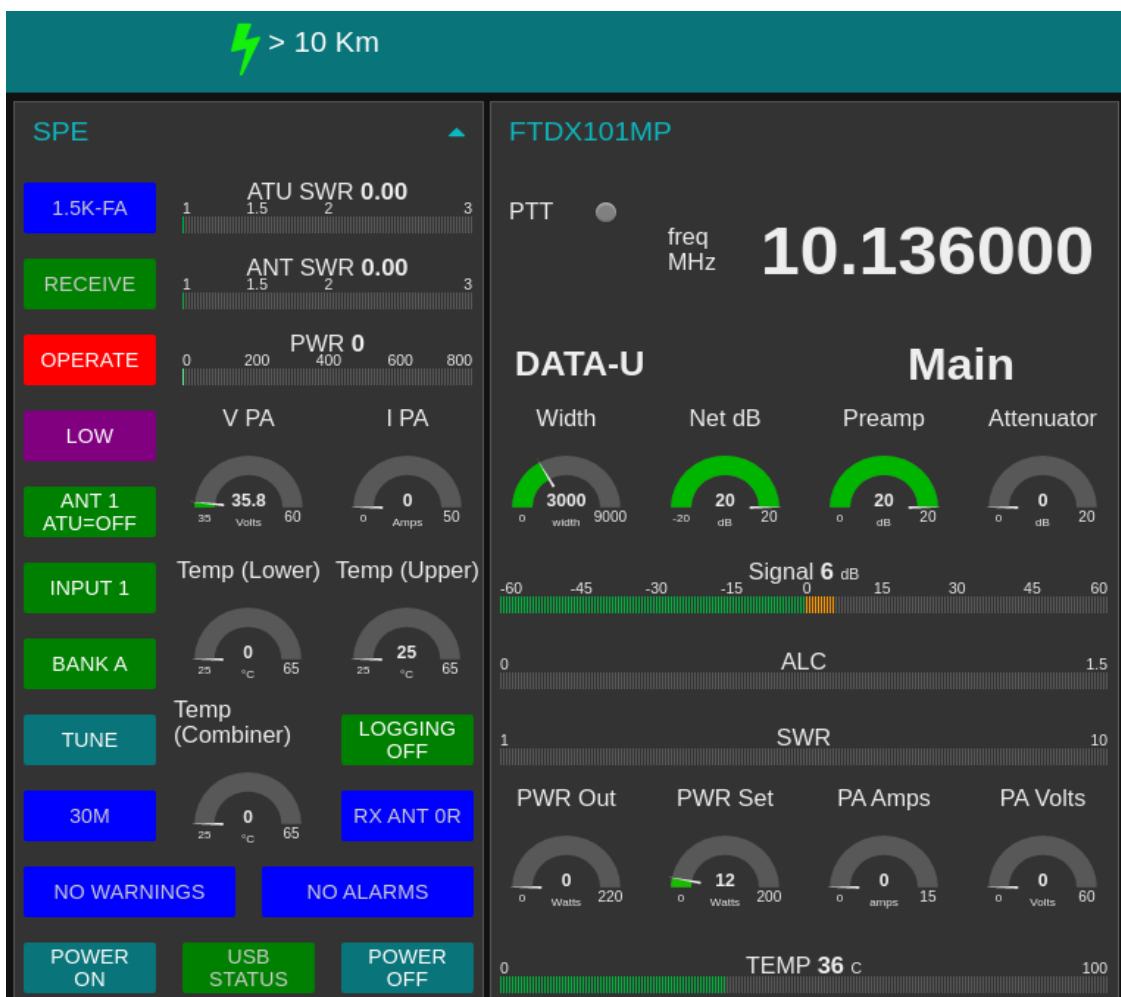 > 10 Km
SPE
1.5K-FA
ATU SWR 0.00
1 1.5 2 3
RECEIVE
ANT SWR 0.00
1 1.5 2 3
OPERATE
PWR 0
0 200 400 600 800
LOW
V PA
I PA
35.8
35 Volts 60
0
0 Amps 50
ANT 1
ATU=OFF
INPUT 1
Temp (Lower)
Temp (Upper)
0
25 °C 65
25
25 °C 65
BANK A
TUNE
Temp
(Combiner)
LOGGING
OFF
30M
0
25 °C 65
RX ANT 0R
NO WARNINGS
NO ALARMS
POWER
ON
USB
STATUS
POWER
OFF
FTDX101MP
PTT
freq
MHz
10.136000
DATA-U
Main
Width
Net dB
Preamp
Attenuator
3000
0 width 9000
20
-20 dB 20
20
0 dB 20
0
0 dB 20
Signal 6 dB
-60 -45 -30 -15 0 15 30 45 60
ALC
0 1.5
SWR
1 10
PWR Out
PWR Set
PA Amps
PA Volts
0
0 Watts 220
12
0 Watts 200
0
0 amps 15
0
0 Volts 60
TEMP 36 C
0 100